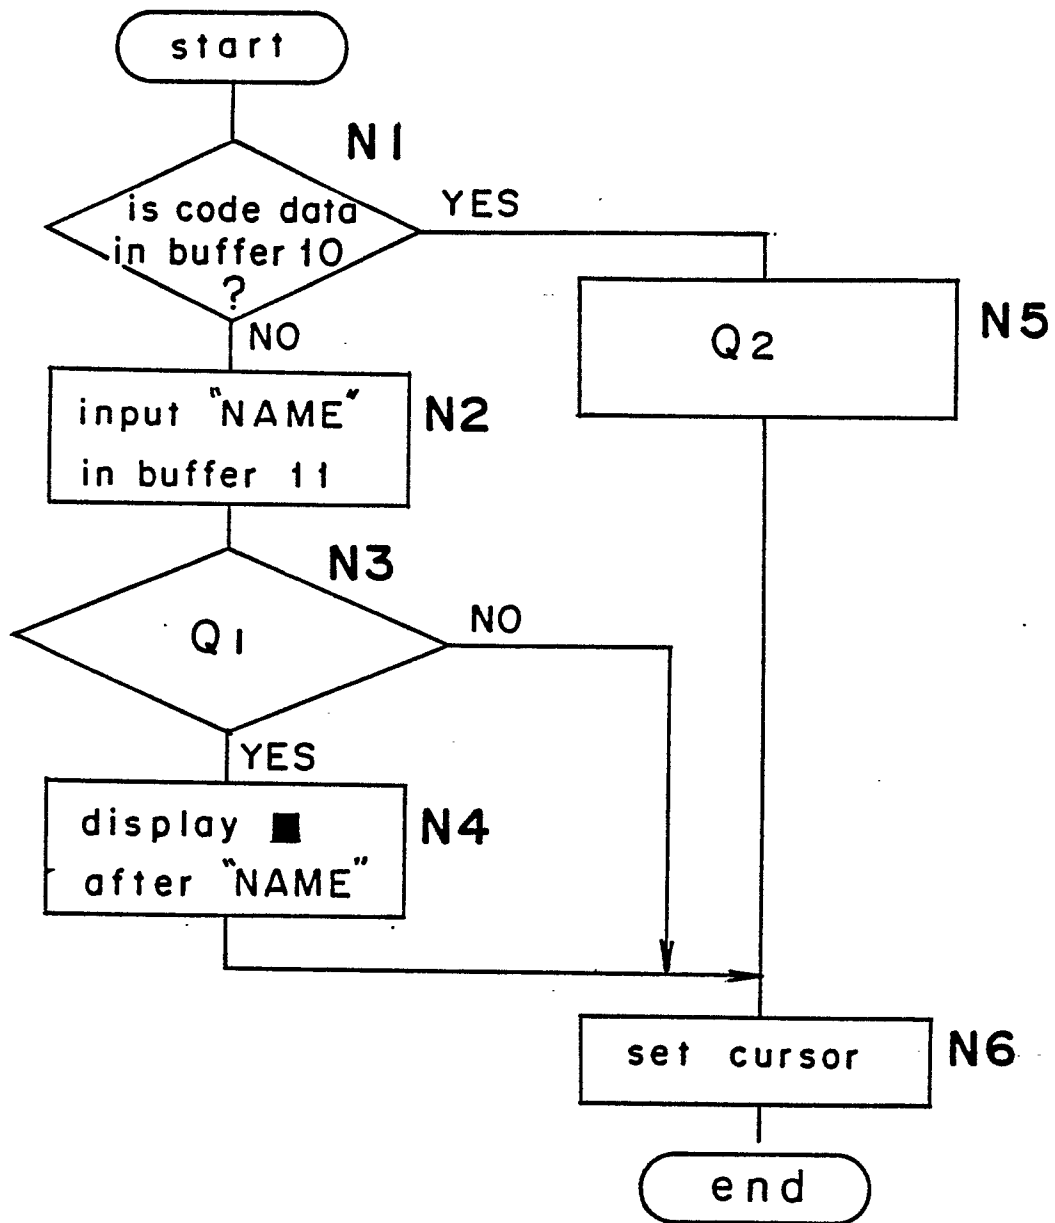 start
N1
is code data
in buffer 10
?
YES
NO
N5
Q2
input "NAME"
in buffer 11
N2
N3
Q1
NO
YES
display ■
after "NAME"
N4
set cursor
N6
end